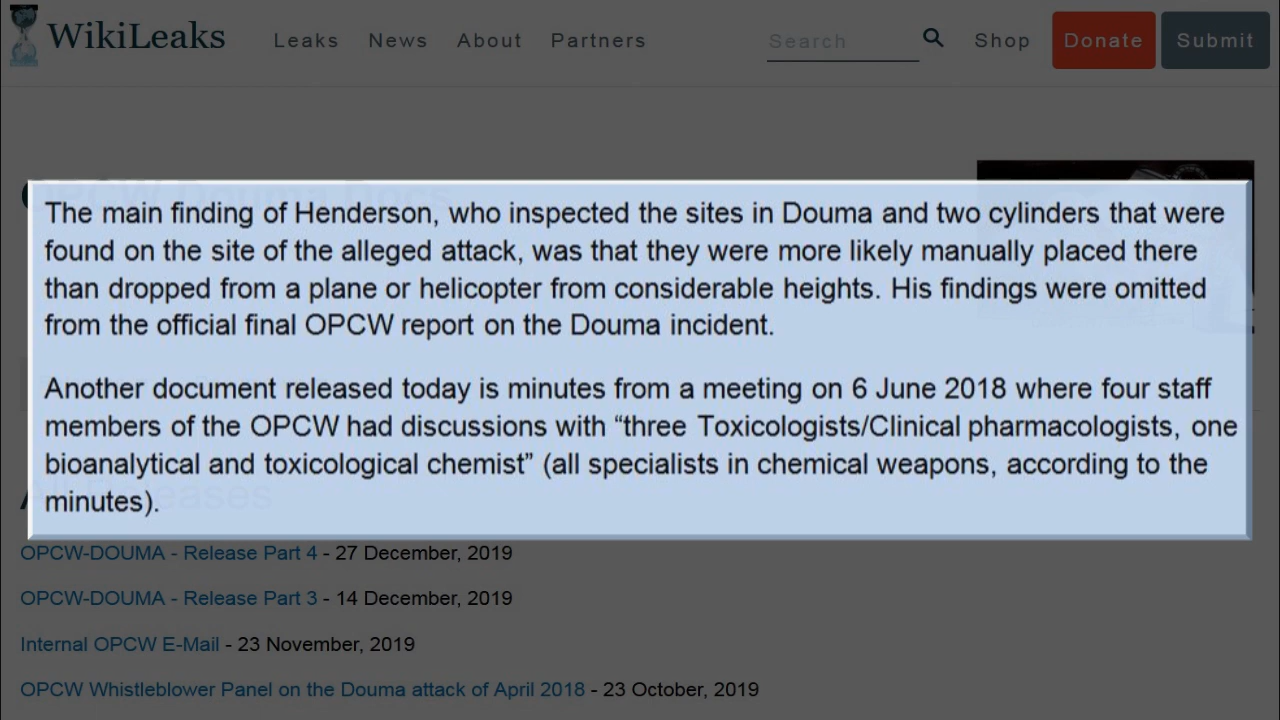 WikiLeaks
Leaks News About Partners
Search
Shop Donate Submit
OPCW Douma Docs
The main finding of Henderson, who inspected the sites in Douma and two cylinders that were
found on the site of the alleged attack, was that they were more likely manually placed there
than dropped from a plane or helicopter from considerable heights. His findings were omitted
from the official final OPCW report on the Douma incident.
Another document released today is minutes from a meeting on 6 June 2018 where four staff
members of the OPCW had discussions with “three Toxicologists/Clinical pharmacologists, one
bioanalytical and toxicological chemist” (all specialists in chemical weapons, according to the
minutes).
All Releases
OPCW-DOUMA - Release Part 4 - 27 December, 2019
OPCW-DOUMA - Release Part 3 - 14 December, 2019
Internal OPCW E-Mail - 23 November, 2019
OPCW Whistleblower Panel on the Douma attack of April 2018 - 23 October, 2019